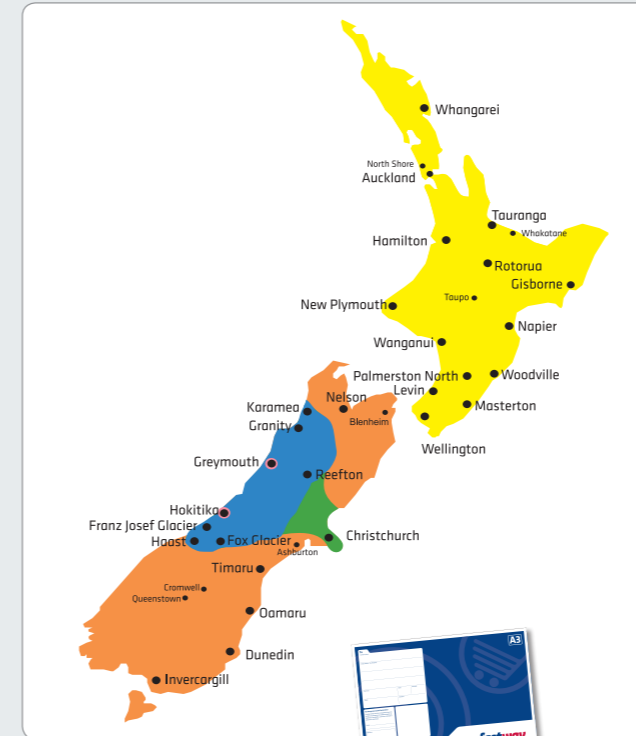 Whangarei
North Shore
Auckland
Tauranga
Whakatane
Hamilton
Rotorua
Gisborne
Taupo
New Plymouth
Napier
Wanganui
Palmerston North
Woodville
Levin
Nelson
Karamea
Masterton
Blenheim
Granity
Wellington
Greymouth
Reefton
Hokitika
Franz Josef Glacier
Christchurch
Haast
Fox Glacier
Ashburton
Timaru
Cromwell
Queenstown
Oamaru
Dunedin
Invercargill
A3